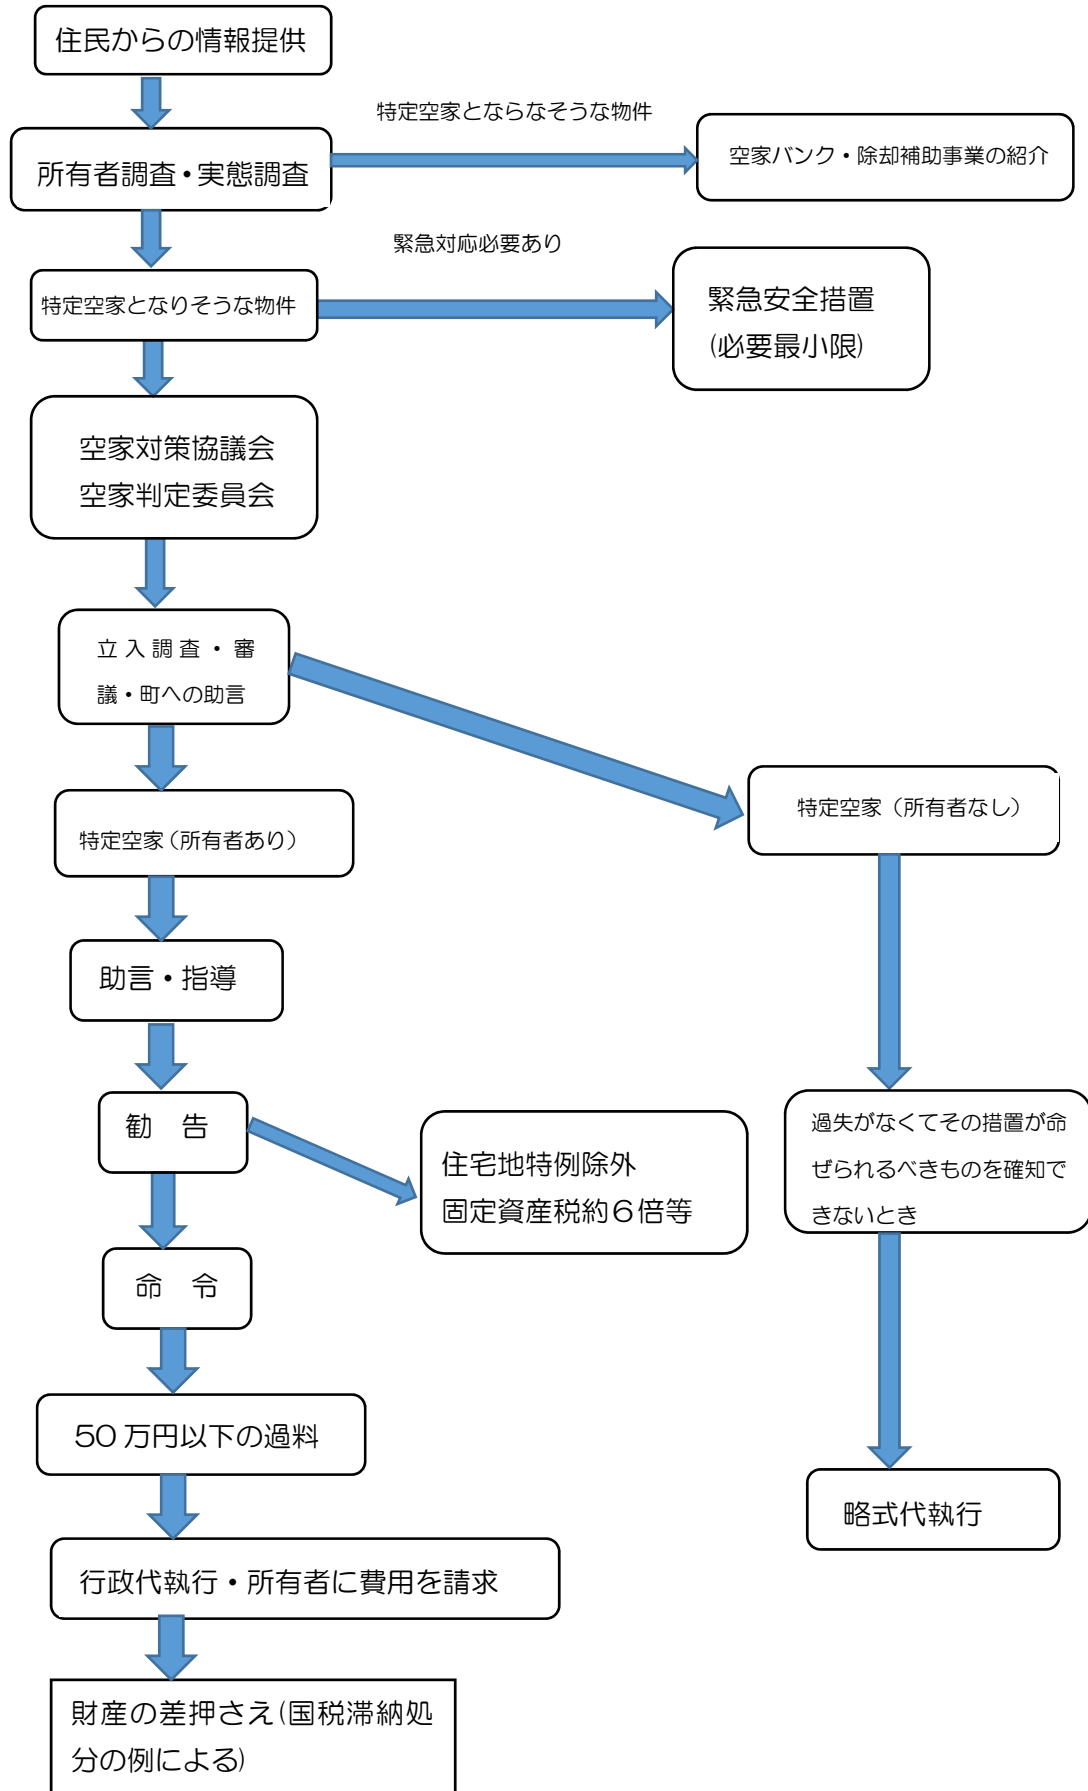 住民からの情報提供
特定空家とならなそうな物件
所有者調査・実態調査
空家バンク・除却補助事業の紹介
緊急対応必要あり
特定空家となりそうな物件
緊急安全措置
(必要最小限)
空家対策協議会
空家判定委員会
立入調査・審
議・町への助言
特定空家（所有者なし）
特定空家（所有者あり）
助言・指導
勧　告
住宅地特例除外
固定資産税約６倍等
過失がなくてその措置が命
ぜられるべきものを確知で
きないとき
命　令
50 万円以下の過料
略式代執行
行政代執行・所有者に費用を請求
財産の差押さえ(国税滞納処
分の例による)